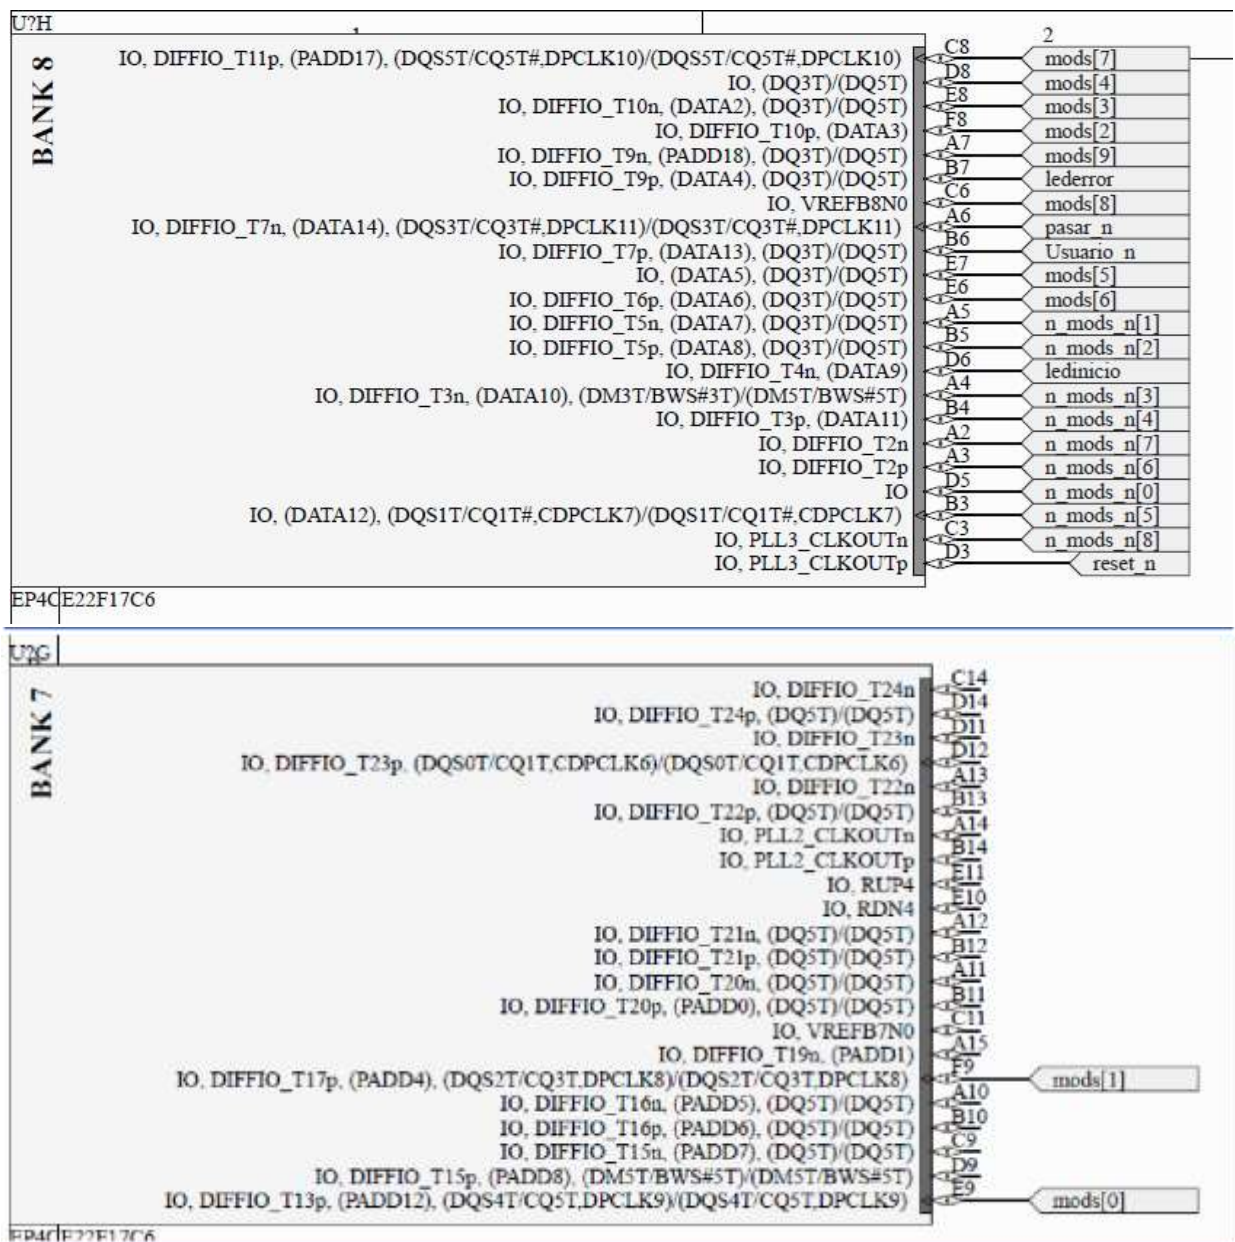 U?H
1
2
BANK 8
IO, DIFFIO_T11p, (PADD17), (DQS5T/CQ5T#,DPCLK10)/(DQS5T/CQ5T#,DPCLK10) C8 mods[7]
IO, (DQ3T)/(DQ5T) D8 mods[4]
IO, DIFFIO_T10n, (DATA2), (DQ3T)/(DQ5T) E8 mods[3]
IO, DIFFIO_T10p, (DATA3) F8 mods[2]
IO, DIFFIO_T9n, (PADD18), (DQ3T)/(DQ5T) A7 mods[9]
IO, DIFFIO_T9p, (DATA4), (DQ3T)/(DQ5T) B7 lederror
IO, VREFB8N0 C6 mods[8]
IO, DIFFIO_T7n, (DATA14), (DQS3T/CQ3T#,DPCLK11)/(DQS3T/CQ3T#,DPCLK11) A6 pasar_n
IO, DIFFIO_T7p, (DATA13), (DQ3T)/(DQ5T) B6 Usuario_n
IO, (DATA5), (DQ3T)/(DQ5T) E7 mods[5]
IO, DIFFIO_T6p, (DATA6), (DQ3T)/(DQ5T) E6 mods[6]
IO, DIFFIO_T5n, (DATA7), (DQ3T)/(DQ5T) A5 n_mods_n[1]
IO, DIFFIO_T5p, (DATA8), (DQ3T)/(DQ5T) B5 n_mods_n[2]
IO, DIFFIO_T4n, (DATA9) D6 ledinicio
IO, DIFFIO_T3n, (DATA10), (DM3T/BWS#3T)/(DM5T/BWS#5T) A4 n_mods_n[3]
IO, DIFFIO_T3p, (DATA11) B4 n_mods_n[4]
IO, DIFFIO_T2n A2 n_mods_n[7]
IO, DIFFIO_T2p A3 n_mods_n[6]
IO D5 n_mods_n[0]
IO, (DATA12), (DQS1T/CQ1T#,CDPCLK7)/(DQS1T/CQ1T#,CDPCLK7) B3 n_mods_n[5]
IO, PLL3_CLKOUTn C3 n_mods_n[8]
IO, PLL3_CLKOUTp D3 reset_n
EP4CE22F17C6
U?G
BANK 7
IO, DIFFIO_T24n C14
IO, DIFFIO_T24p, (DQ5T)/(DQ5T) D14
IO, DIFFIO_T23n D11
IO, DIFFIO_T23p, (DQS0T/CQ1T,CDPCLK6)/(DQS0T/CQ1T,CDPCLK6) D12
IO, DIFFIO_T22n A13
IO, DIFFIO_T22p, (DQ5T)/(DQ5T) B13
IO, PLL2_CLKOUTn A14
IO, PLL2_CLKOUTp B14
IO, RUP4 E11
IO, RDN4 E10
IO, DIFFIO_T21n, (DQ5T)/(DQ5T) A12
IO, DIFFIO_T21p, (DQ5T)/(DQ5T) B12
IO, DIFFIO_T20n, (DQ5T)/(DQ5T) A11
IO, DIFFIO_T20p, (PADD0), (DQ5T)/(DQ5T) B11
IO, VREFB7N0 C11
IO, DIFFIO_T19n, (PADD1) A15
IO, DIFFIO_T17p, (PADD4), (DQS2T/CQ3T,DPCLK8)/(DQS2T/CQ3T,DPCLK8) F9 mods[1]
IO, DIFFIO_T16n, (PADD5), (DQ5T)/(DQ5T) A10
IO, DIFFIO_T16p, (PADD6), (DQ5T)/(DQ5T) B10
IO, DIFFIO_T15n, (PADD7), (DQ5T)/(DQ5T) C9
IO, DIFFIO_T15p, (PADD8), (DM5T/BWS#5T)/(DM5T/BWS#5T) D9
IO, DIFFIO_T13p, (PADD12), (DQS4T/CQ5T,DPCLK9)/(DQS4T/CQ5T,DPCLK9) E9 mods[0]
EP4CE22F17C6